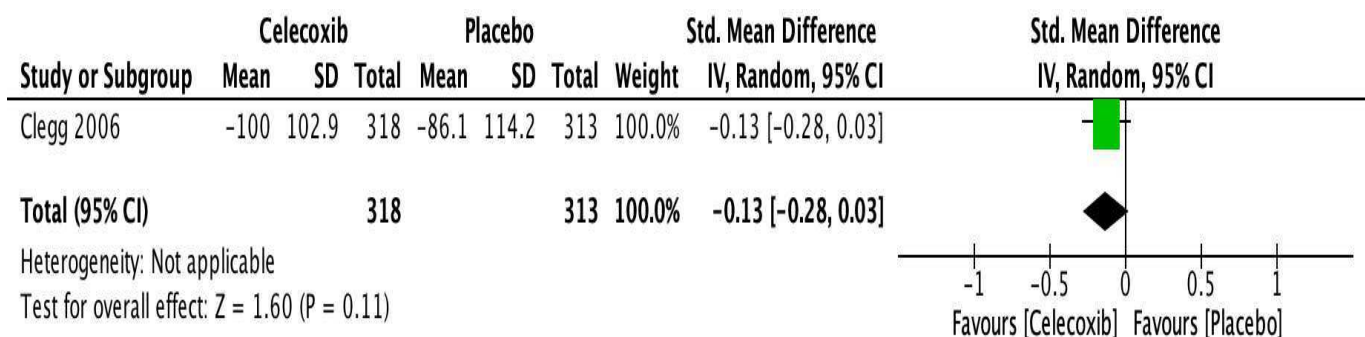 Celecoxib Placebo Std. Mean Difference Std. Mean Difference
Study or Subgroup Mean SD Total Mean SD Total Weight IV, Random, 95% CI IV, Random, 95% CI
Clegg 2006 −100 102.9 318 −86.1 114.2 313 100.0% −0.13 [−0.28, 0.03]
Total (95% CI) 318 313 100.0% −0.13 [−0.28, 0.03]
Heterogeneity: Not applicable
Test for overall effect: Z = 1.60 (P = 0.11)
−1 −0.5 0 0.5 1
Favours [Celecoxib] Favours [Placebo]